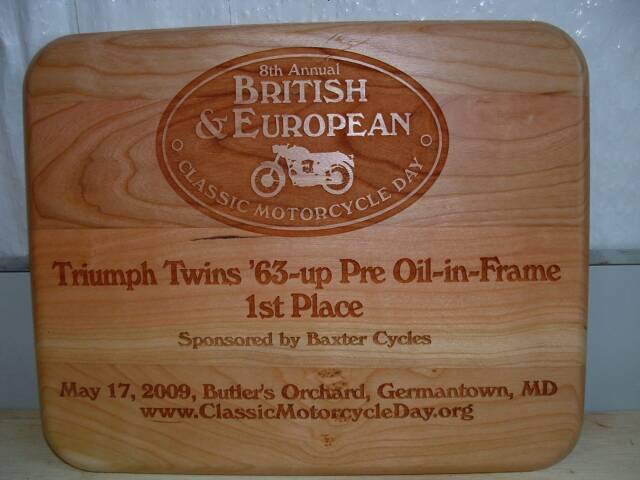 8th Annual
BRITISH
& EUROPEAN
CLASSIC MOTORCYCLE DAY
Triumph Twins '63-up Pre Oil-in-Frame
1st Place
Sponsored by Baxter Cycles
May 17, 2009, Butler's Orchard, Germantown, MD
www.ClassicMotorcycleDay.org